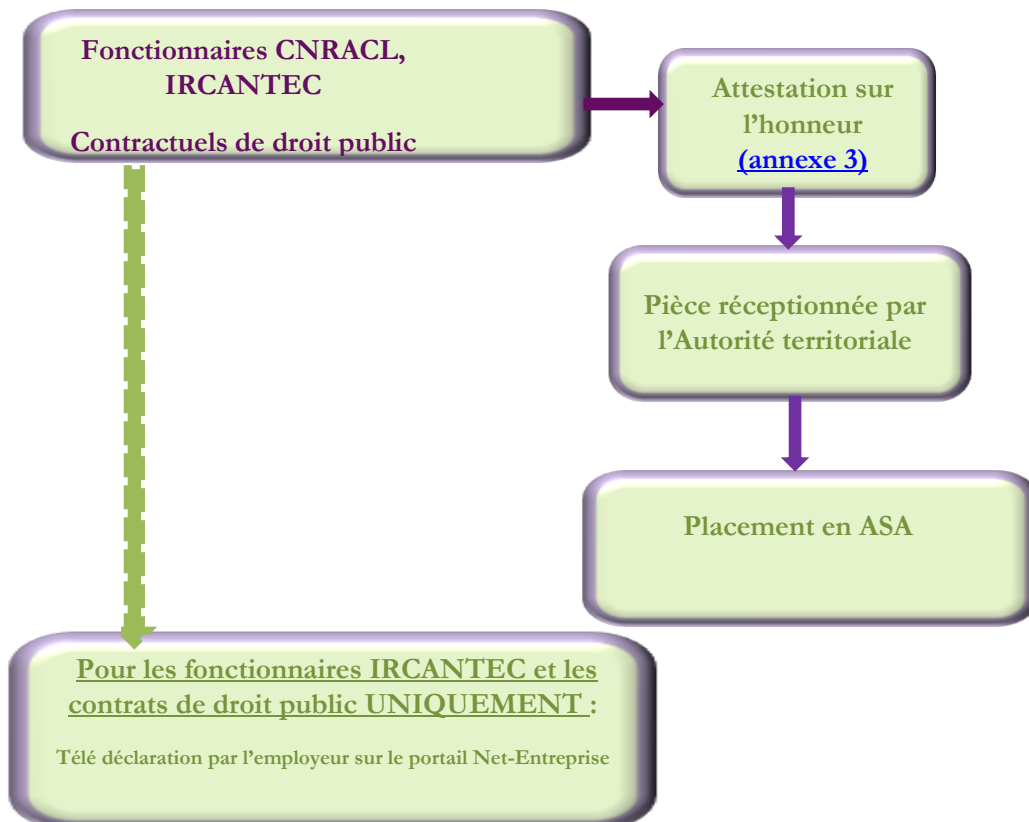 Fonctionnaires CNRACL,
IRCANTEC
Contractuels de droit public
Attestation sur
l’honneur
(annexe 3)
Pièce réceptionnée par
l’Autorité territoriale
Placement en ASA
Pour les fonctionnaires IRCANTEC et les
contrats de droit public UNIQUEMENT :
Télé déclaration par l’employeur sur le portail Net-Entreprise